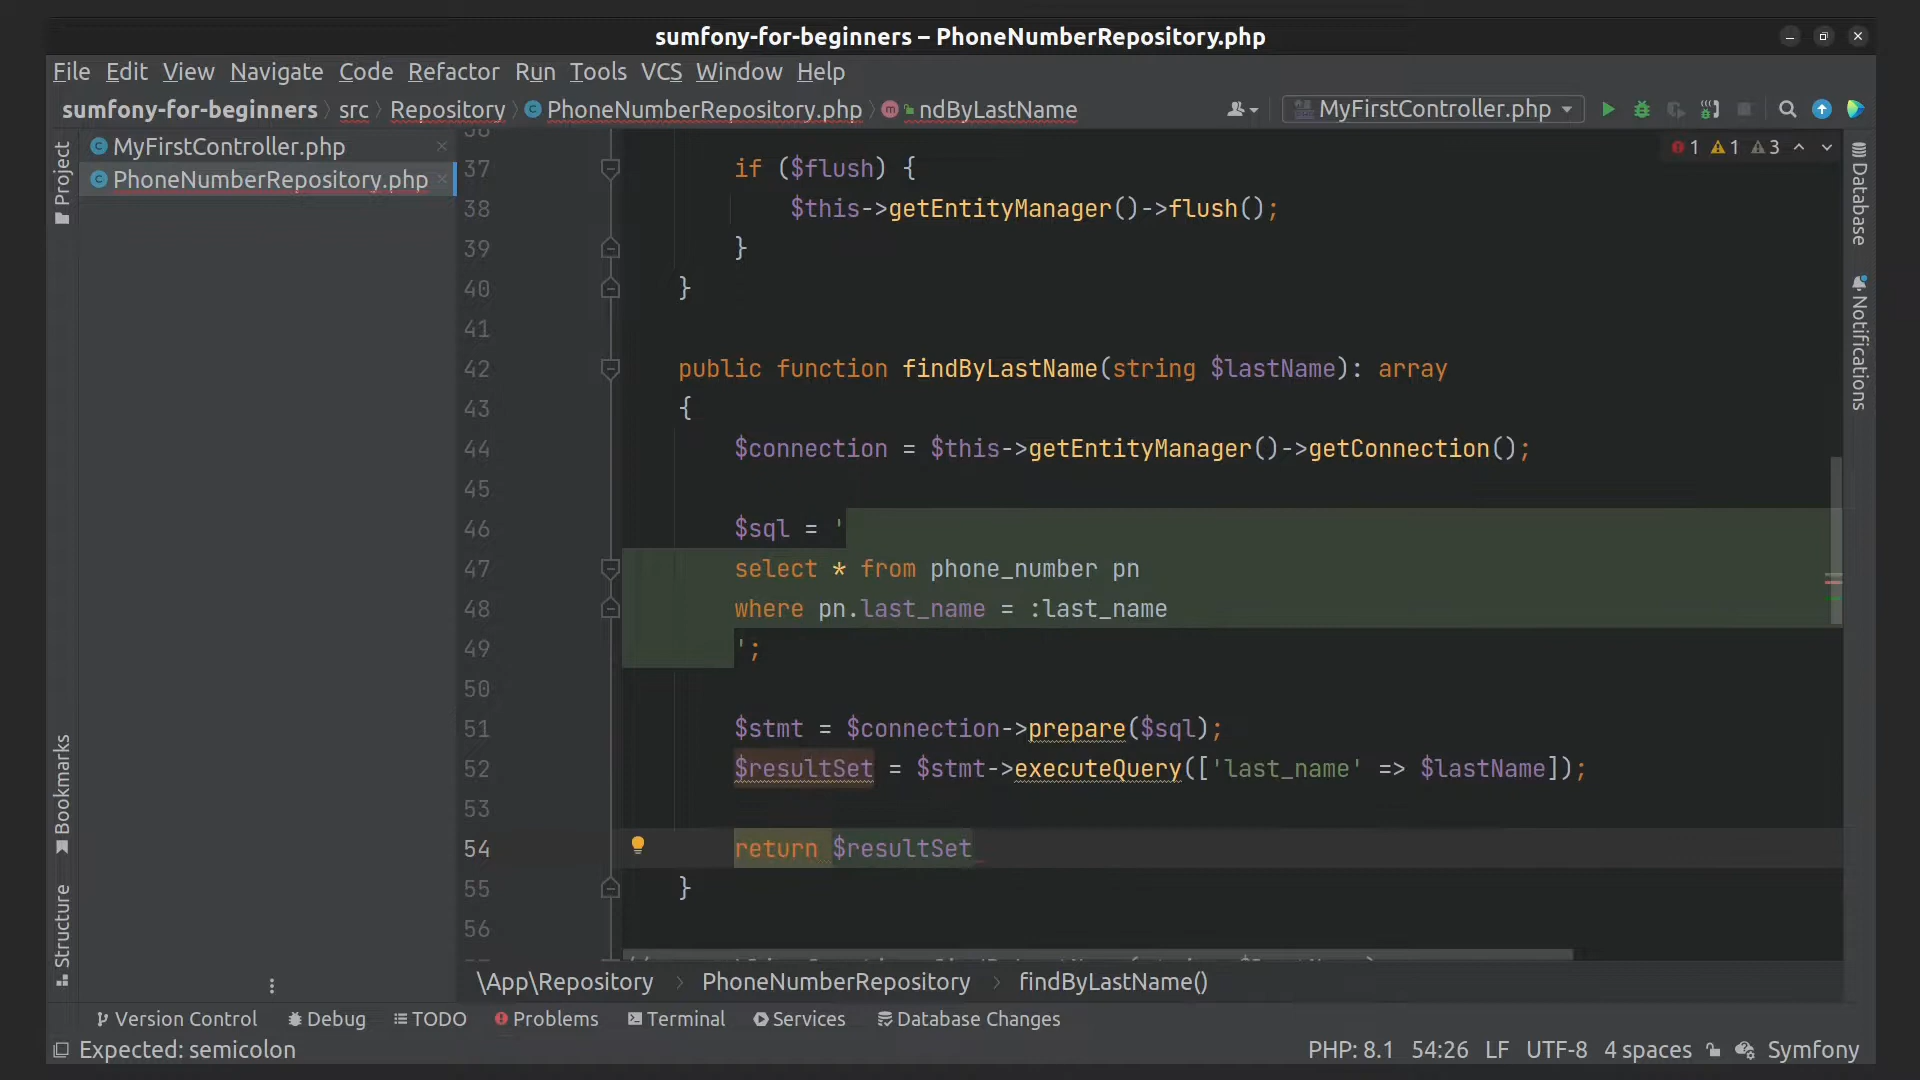 sumfony-for-beginners – PhoneNumberRepository.php
File Edit View Navigate Code Refactor Run Tools VCS Window Help
sumfony-for-beginners src Repository PhoneNumberRepository.php ndByLastName MyFirstController.php
MyFirstController.php
PhoneNumberRepository.php
1 1 3
Project
Bookmarks
Structure
Database
Notifications
36
37 if ($flush) {
38 $this->getEntityManager()->flush();
39 }
40 }
41
42 public function findByLastName(string $lastName): array
43 {
44 $connection = $this->getEntityManager()->getConnection();
45
46 $sql = '
47 select * from phone_number pn
48 where pn.last_name = :last_name
49 ';
50
51 $stmt = $connection->prepare($sql);
52 $resultSet = $stmt->executeQuery(['last_name' => $lastName]);
53
54 return $resultSet
55 }
56
\App\Repository PhoneNumberRepository findByLastName()
Version Control Debug TODO Problems Terminal Services Database Changes
Expected: semicolon PHP: 8.1 54:26 LF UTF-8 4 spaces Symfony